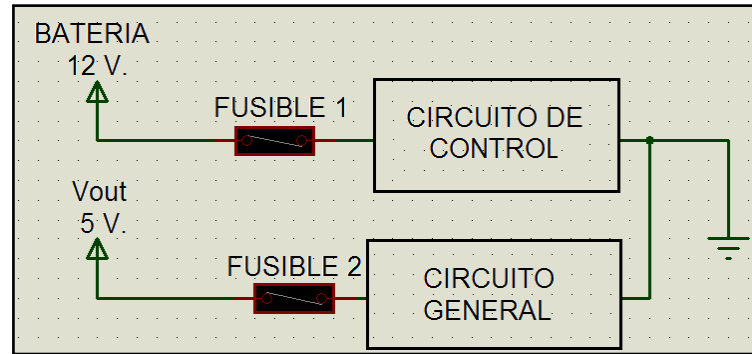 BATERIA
12 V.
FUSIBLE 1
CIRCUITO DE
CONTROL
Vout
5 V.
FUSIBLE 2
CIRCUITO
GENERAL